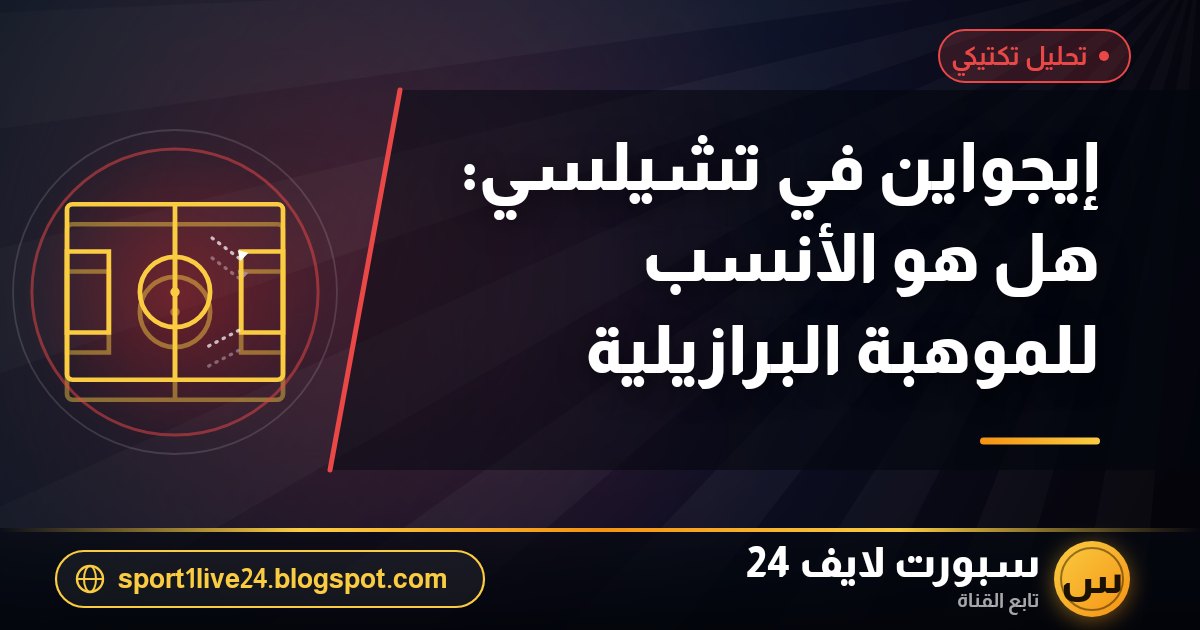 تحليل تكتيكي
إيجواين في تشيلسي:
هل هو الأنسب
للموهبة البرازيلية
سبورت لايف 24
تابع القناة
س
sport1live24.blogspot.com